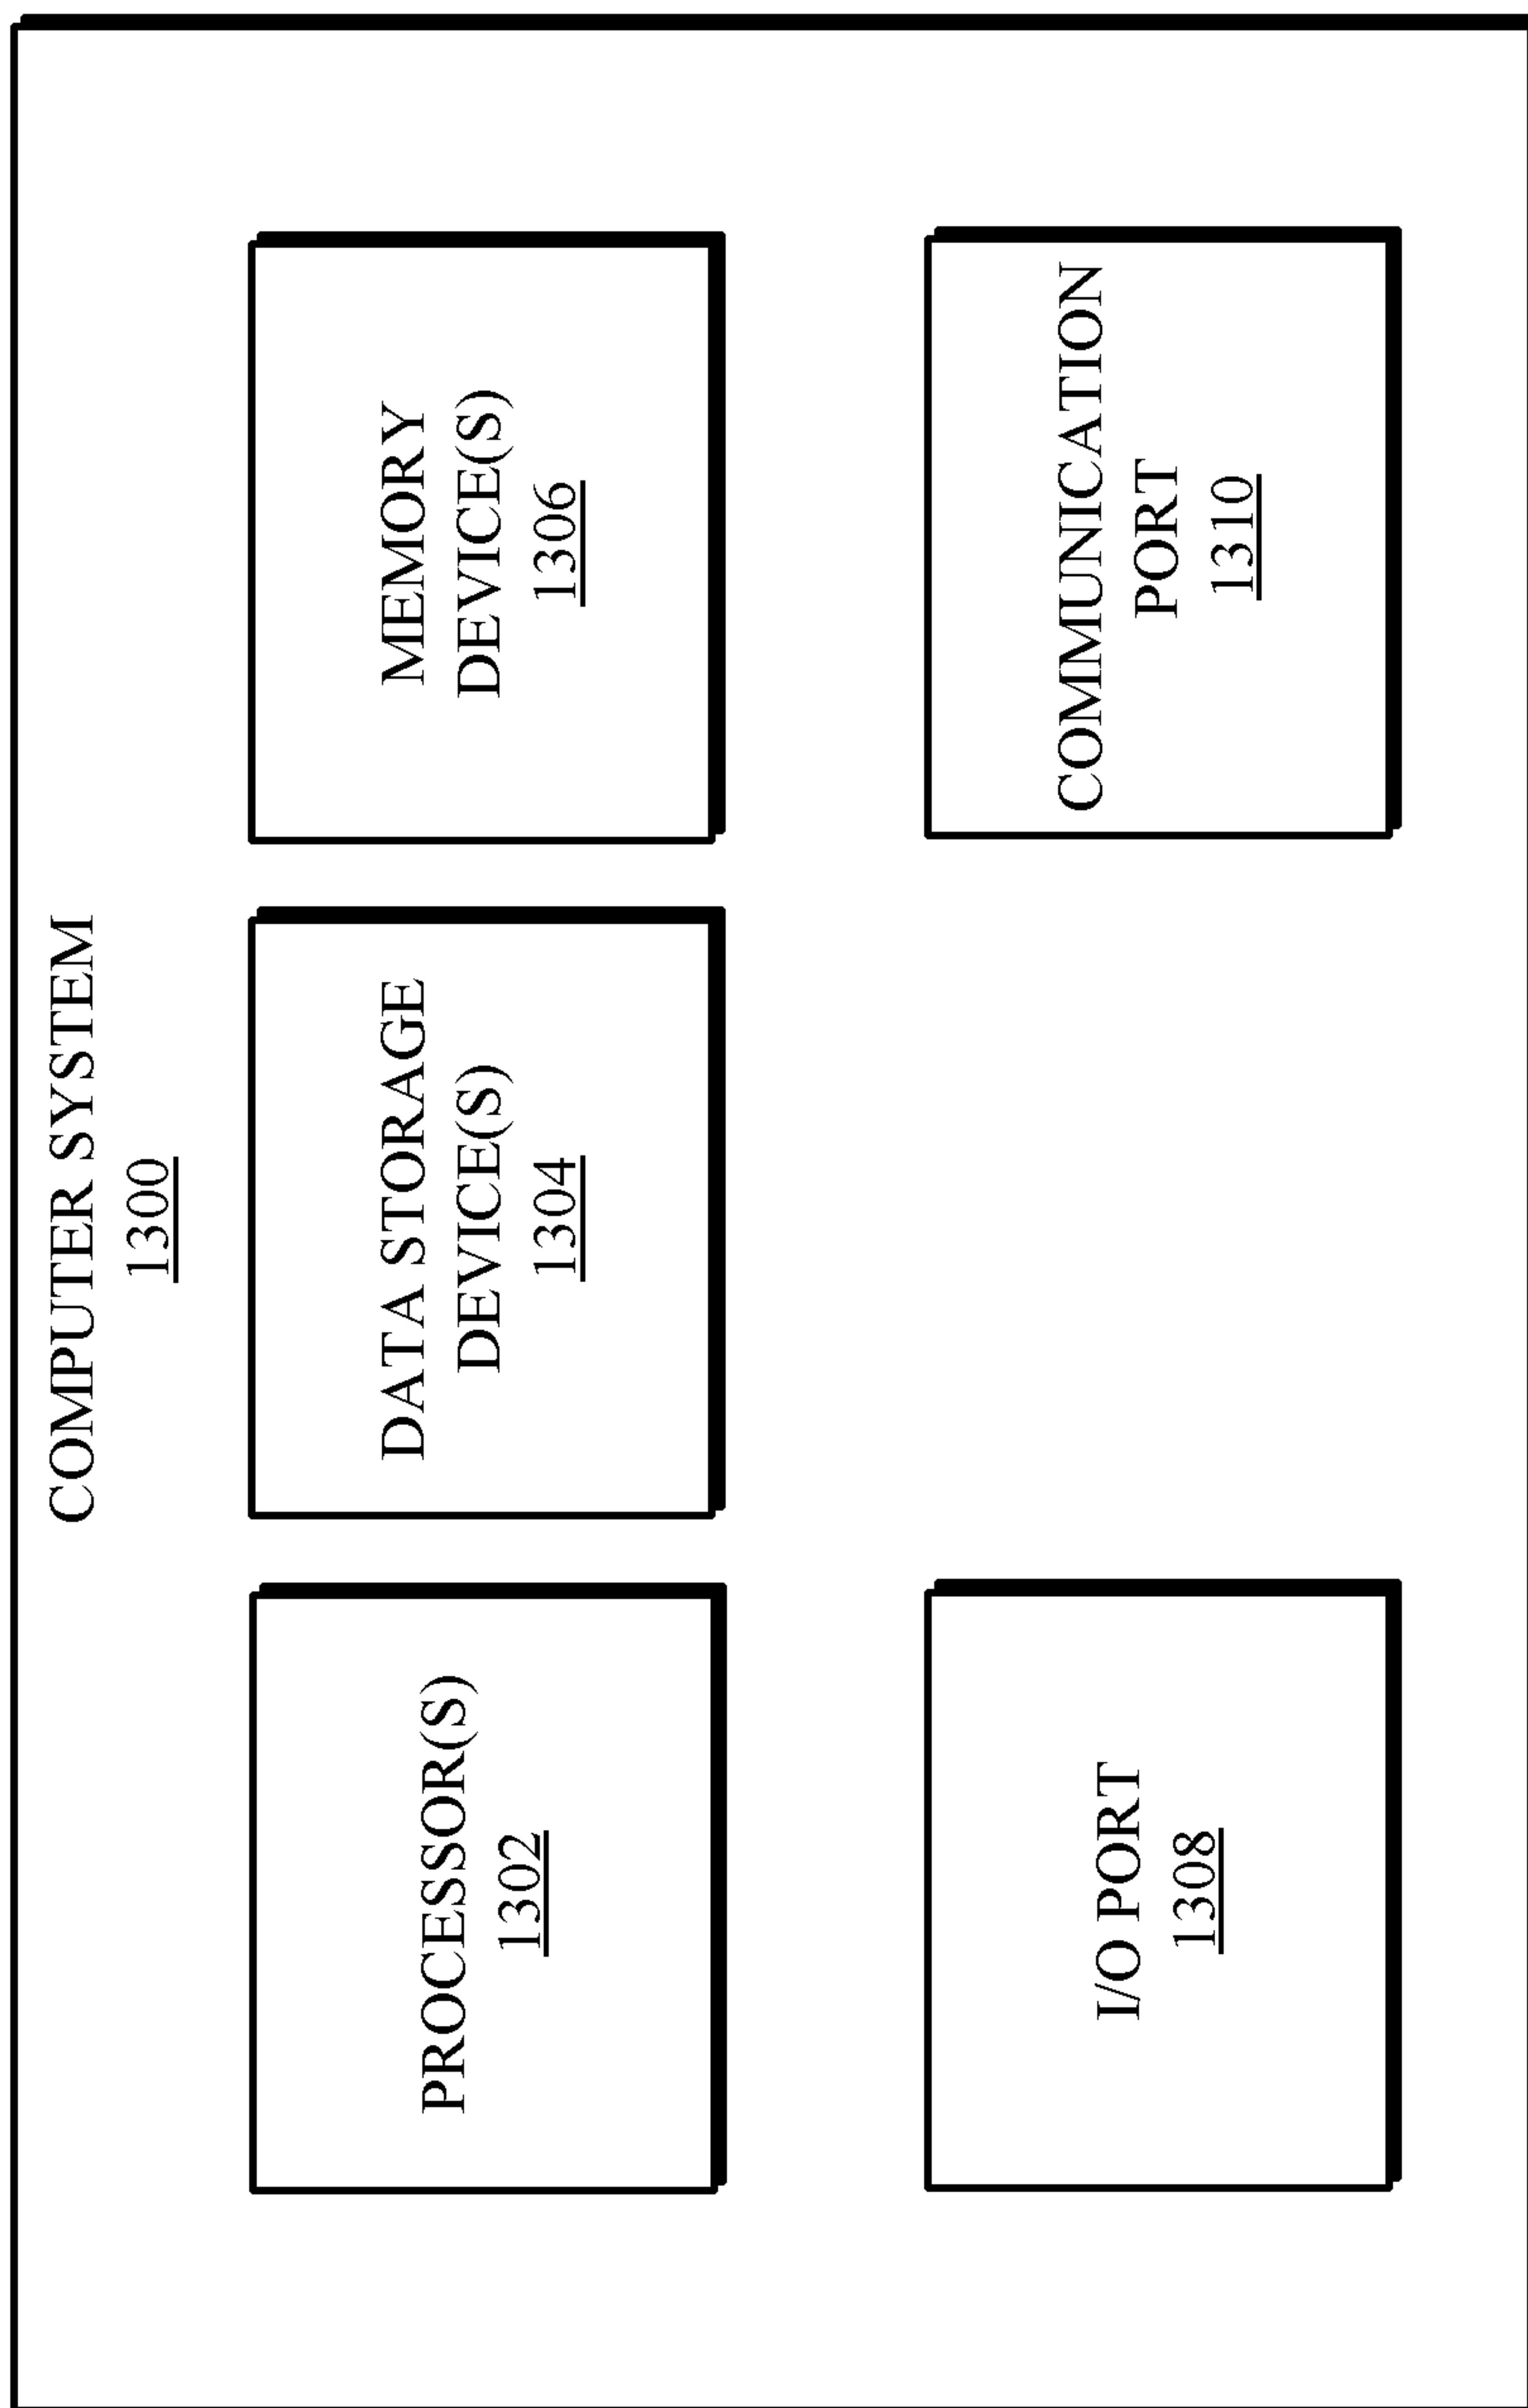 COMPUTER SYSTEM
1300
PROCESSOR(S)
1302
DATA STORAGE
DEVICE(S)
1304
MEMORY
DEVICE(S)
1306
I/O PORT
1308
COMMUNICATION
PORT
1310